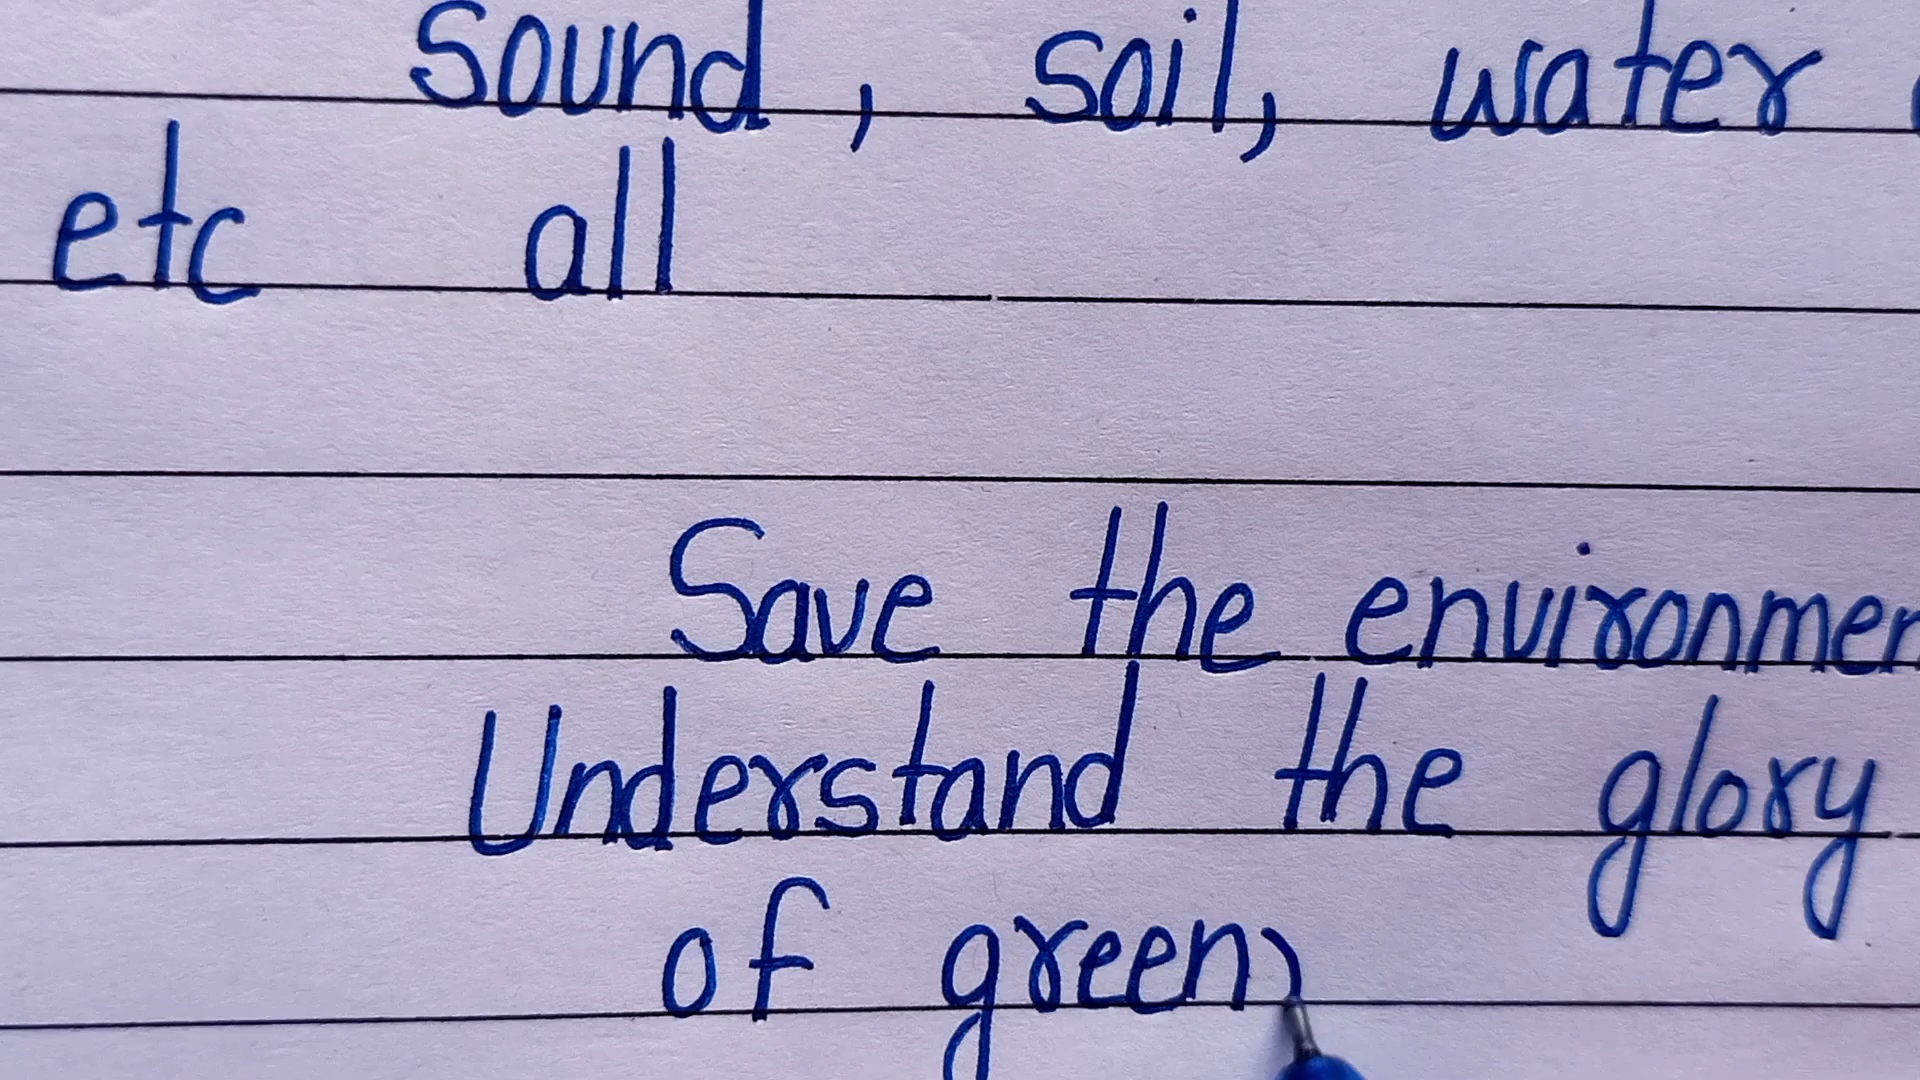 sound, soil, water
etc all
Save the environmen
Understand the glory
of green